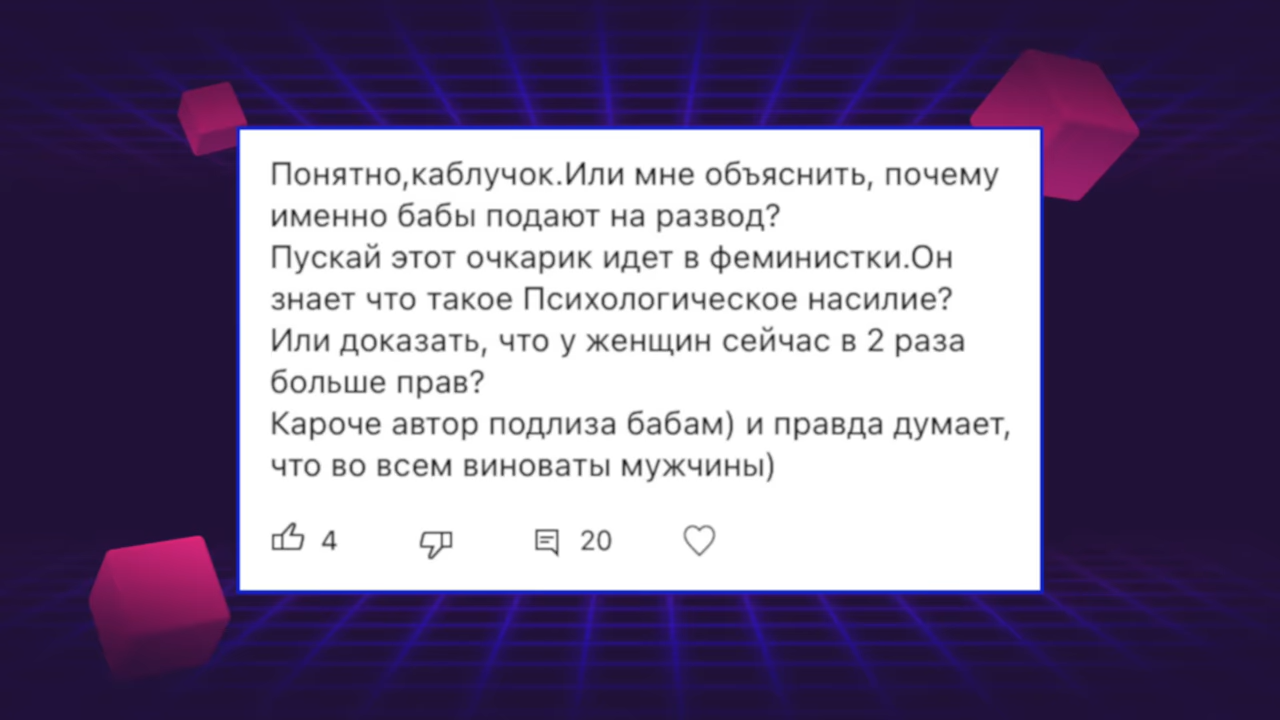 Понятно,каблучок.Или мне объяснить, почему
именно бабы подают на развод?
Пускай этот очкарик идет в феминистки.Он
знает что такое Психологическое насилие?
Или доказать, что у женщин сейчас в 2 раза
больше прав?
Кароче автор подлиза бабам) и правда думает,
что во всем виноваты мужчины)
4 20